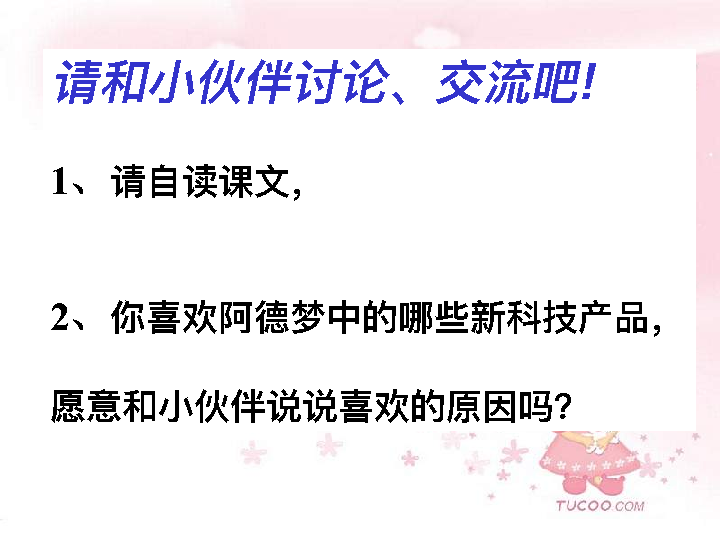 请和小伙伴讨论、交流吧!
1、请自读课文，
2、你喜欢阿德梦中的哪些新科技产品，
愿意和小伙伴说说喜欢的原因吗?
TUCOO.COM